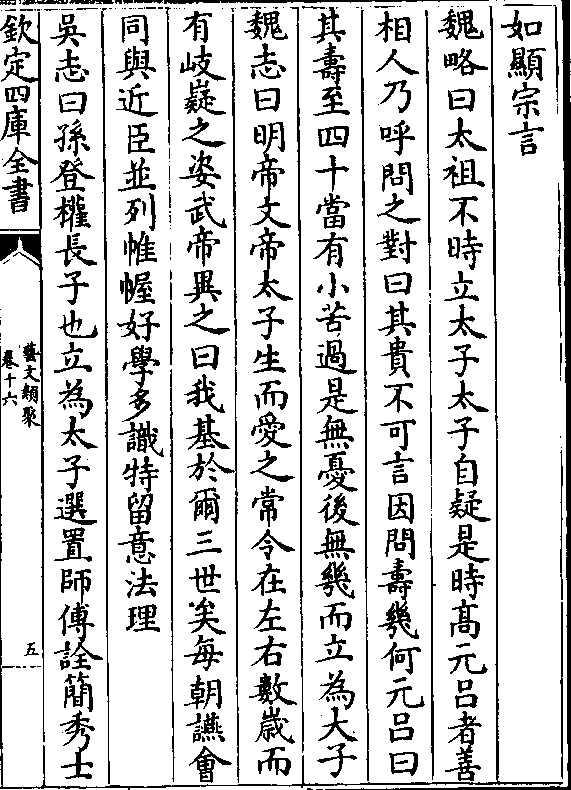 如顯宗言
魏略曰太祖不時立太子太子自疑是時髙元吕者善
相人乃呼問之對曰其貴不可言因問壽幾何元吕曰
其壽至四十當有小苦過是無憂後無幾而立為大子
魏志曰明帝文帝太子生而愛之常令在左右數歳而
有岐嶷之姿武帝異之曰我基於爾三世矣每朝讌會
同與近臣並列帷幄好學多識特留意法理
吳志曰孫登權長子也立為太子選置師傅詮簡秀士
欽定四庫全書
藝文類聚
卷十六
五